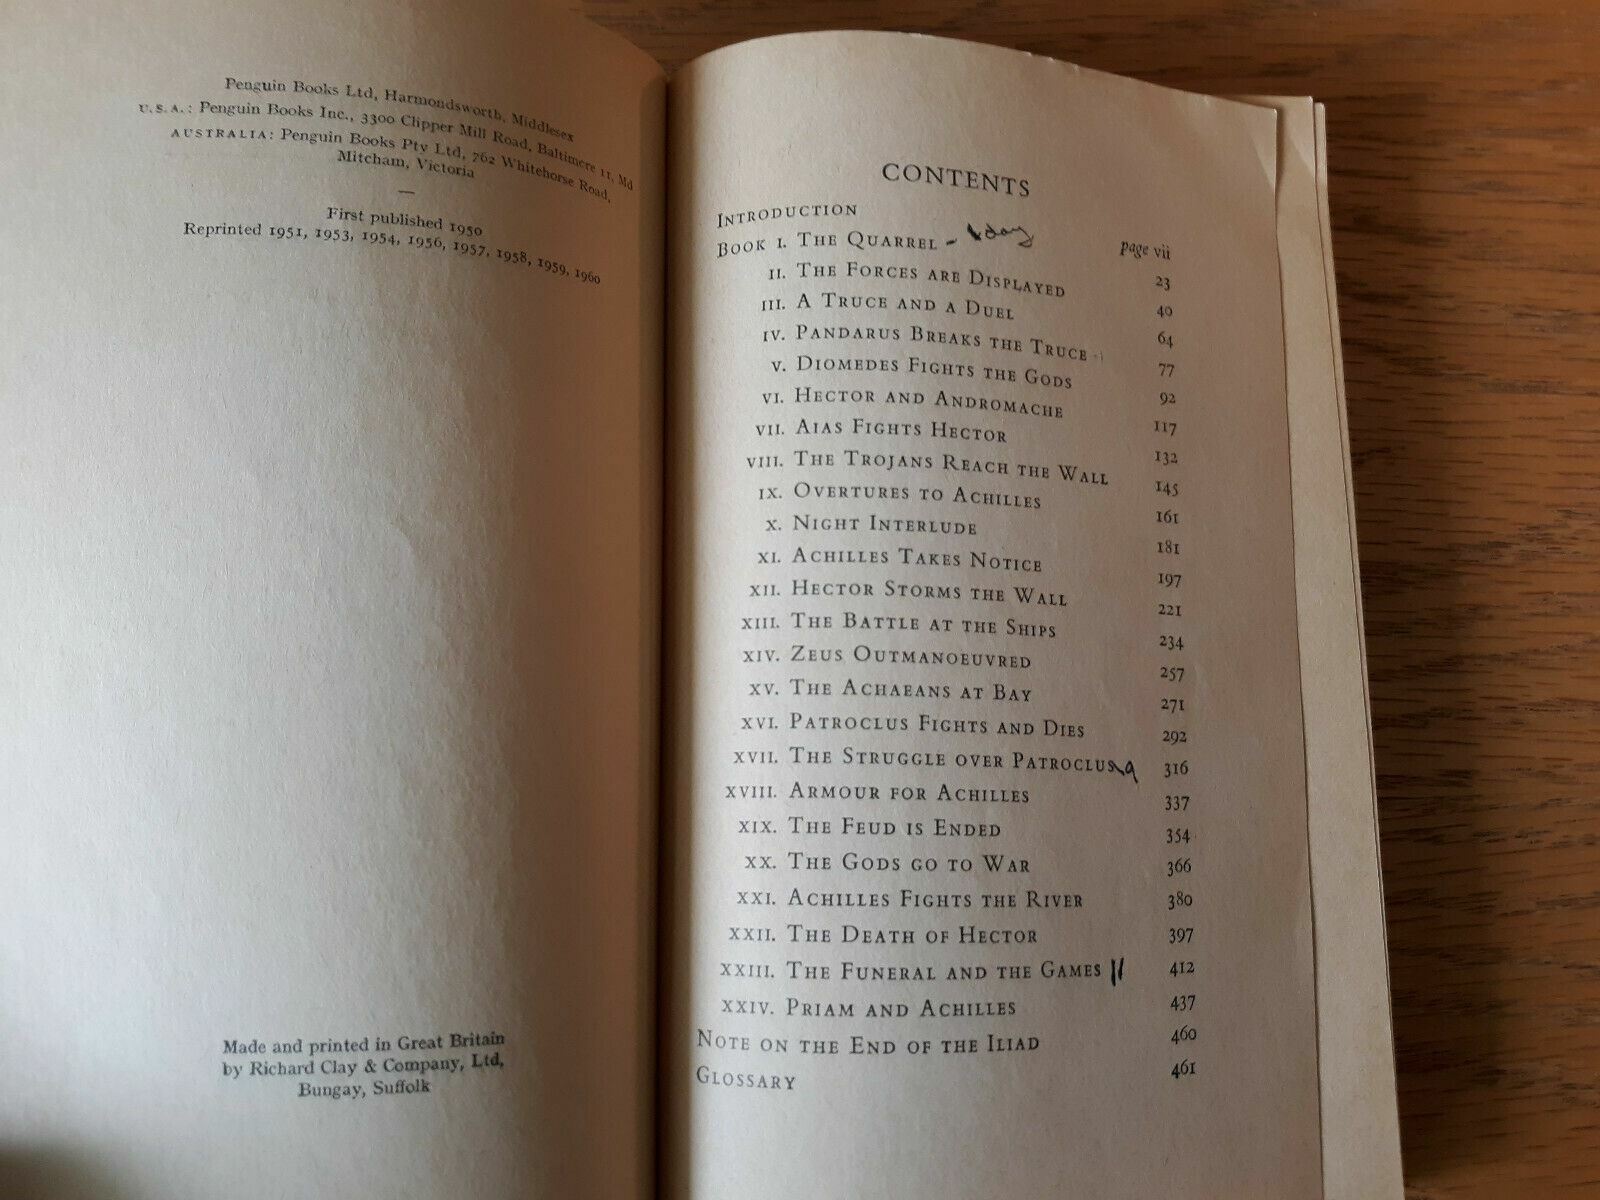 Penguin Books Ltd, Harmondsworth, Middlesex
U.S.A.: Penguin Books Inc., 3300 Clipper Mill Road, Baltimore 11, Md
AUSTRALIA: Penguin Books Pty Ltd, 762 Whitehorse Road,
Mitcham, Victoria
—
First published 1950
Reprinted 1951, 1953, 1954, 1956, 1957, 1958, 1959, 1960
Made and printed in Great Britain
by Richard Clay & Company, Ltd,
Bungay, Suffolk
CONTENTS
INTRODUCTION page vii
BOOK I. THE QUARREL - day 23
II. THE FORCES ARE DISPLAYED 40
III. A TRUCE AND A DUEL 64
IV. PANDARUS BREAKS THE TRUCE 77
V. DIOMEDES FIGHTS THE GODS 92
VI. HECTOR AND ANDROMACHE 117
VII. AIAS FIGHTS HECTOR 132
VIII. THE TROJANS REACH THE WALL 145
IX. OVERTURES TO ACHILLES 161
X. NIGHT INTERLUDE 181
XI. ACHILLES TAKES NOTICE 197
XII. HECTOR STORMS THE WALL 221
XIII. THE BATTLE AT THE SHIPS 234
XIV. ZEUS OUTMANOEUVRED 257
XV. THE ACHAEANS AT BAY 271
XVI. PATROCLUS FIGHTS AND DIES 292
XVII. THE STRUGGLE OVER PATROCLUS 316
XVIII. ARMOUR FOR ACHILLES 337
XIX. THE FEUD IS ENDED 354
XX. THE GODS GO TO WAR 366
XXI. ACHILLES FIGHTS THE RIVER 380
XXII. THE DEATH OF HECTOR 397
XXIII. THE FUNERAL AND THE GAMES 412
XXIV. PRIAM AND ACHILLES 437
NOTE ON THE END OF THE ILIAD 460
GLOSSARY 461